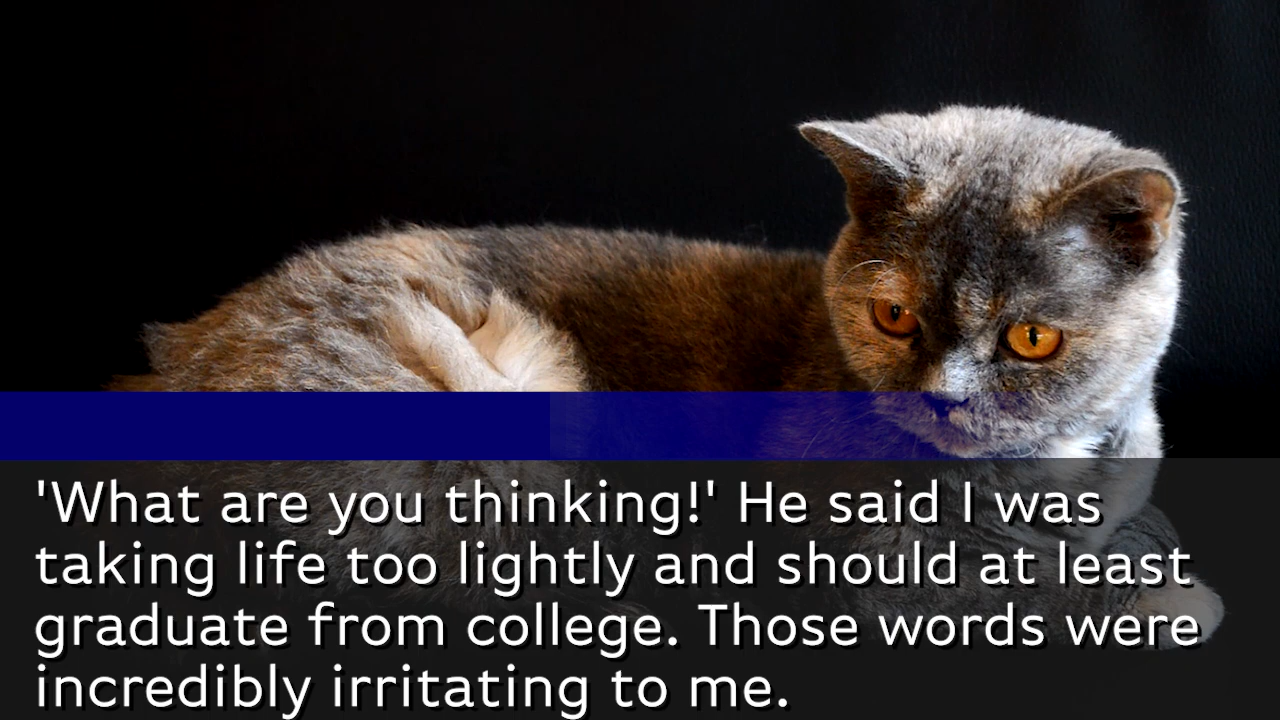 'What are you thinking!' He said I was
taking life too lightly and should at least
graduate from college. Those words were
incredibly irritating to me.